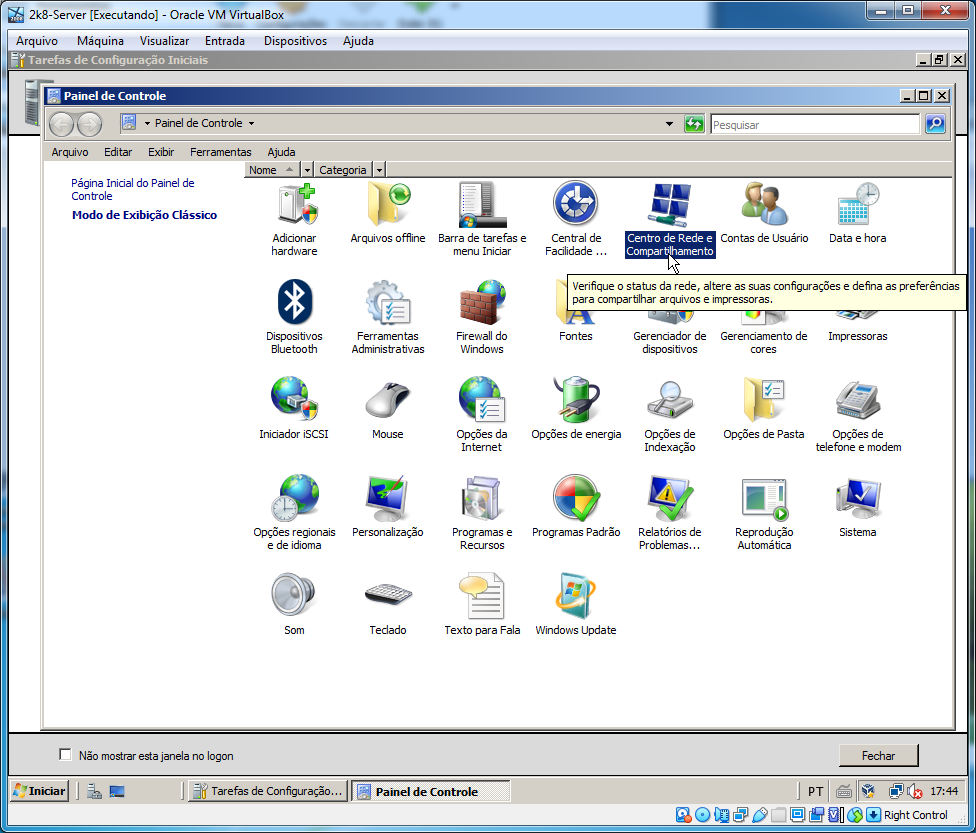 2k8-Server [Executando] - Oracle VM VirtualBox
Arquivo Máquina Visualizar Entrada Dispositivos Ajuda
Tarefas de Configuração Iniciais
Painel de Controle
Painel de Controle
Pesquisar
Arquivo Editar Exibir Ferramentas Ajuda
Nome Categoria
Página Inicial do Painel de
Controle
Modo de Exibição Clássico
Adicionar
hardware
Arquivos offline
Barra de tarefas e
menu Iniciar
Central de
Facilidade ...
Centro de Rede e
Compartilhamento
Contas de Usuário
Data e hora
Verifique o status da rede, altere as suas configurações e defina as preferências
para compartilhar arquivos e impressoras.
Dispositivos
Bluetooth
Ferramentas
Administrativas
Firewall do
Windows
Fontes
Gerenciador de
dispositivos
Gerenciamento de
cores
Impressoras
Iniciador iSCSI
Mouse
Opções da
Internet
Opções de energia
Opções de
Indexação
Opções de Pasta
Opções de
telefone e modem
Opções regionais
e de idioma
Personalização
Programas e
Recursos
Programas Padrão
Relatórios de
Problemas...
Reprodução
Automática
Sistema
Som
Teclado
Texto para Fala
Windows Update
Não mostrar esta janela no logon
Fechar
Iniciar
Tarefas de Configuração...
Painel de Controle
PT
17:44
Right Control